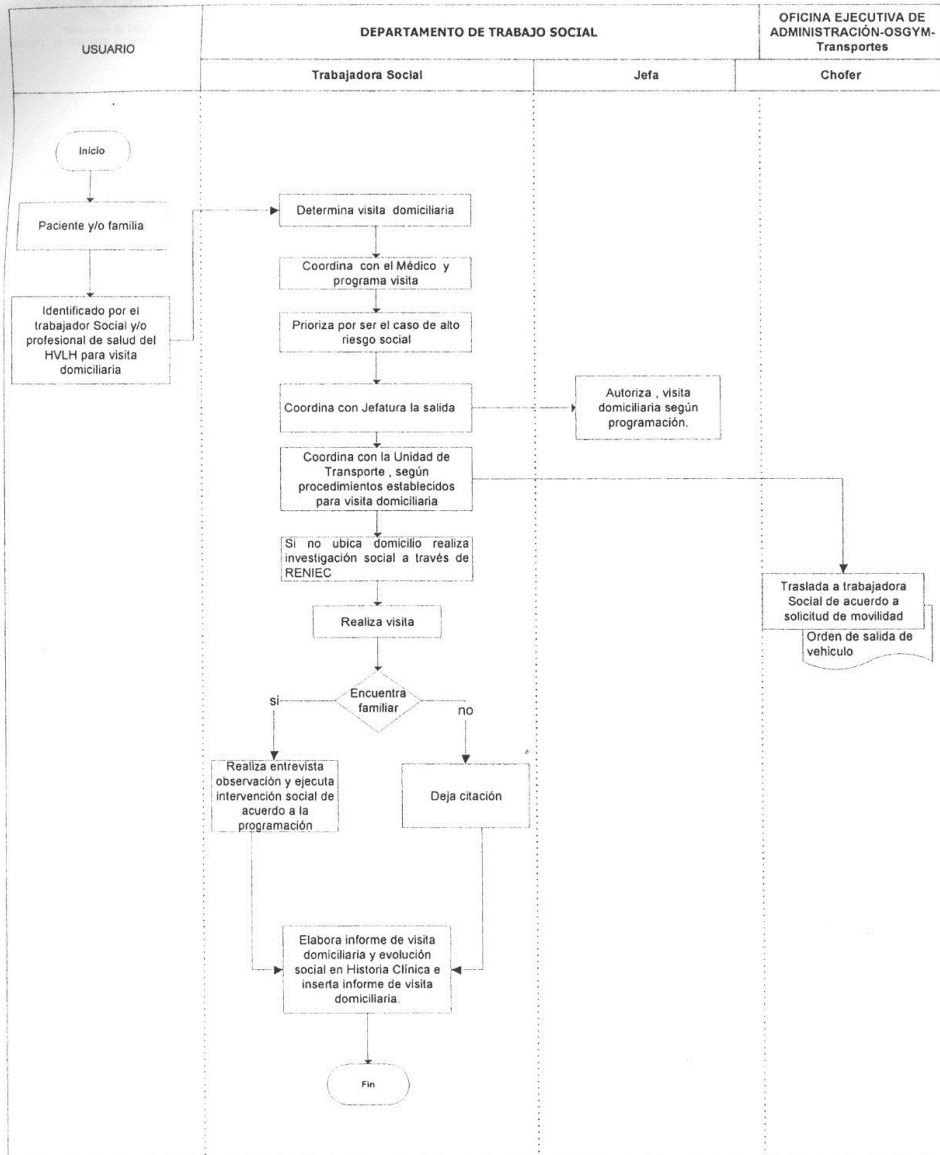 USUARIO
DEPARTAMENTO DE TRABAJO SOCIAL
OFICINA EJECUTIVA DE
ADMINISTRACIÓN-OSGYM-
Transportes
Trabajadora Social
Jefa
Chofer
Inicio
Paciente y/o familia
Identificado por el
trabajador Social y/o
profesional de salud del
HVLH para visita
domiciliaria
Determina visita domiciliaria
Coordina con el Médico y
programa visita
Prioriza por ser el caso de alto
riesgo social
Coordina con Jefatura la salida
Autoriza , visita
domiciliaria según
programación.
Coordina con la Unidad de
Transporte , según
procedimientos establecidos
para visita domiciliaria
Si no ubica domicilio realiza
investigación social a través de
RENIEC
Traslada a trabajadora
Social de acuerdo a
solicitud de movilidad
Orden de salida de
vehiculo
Realiza visita
Encuentra
familiar
si
no
Realiza entrevista
observación y ejecuta
intervención social de
acuerdo a la
programación
Deja citación
Elabora informe de visita
domiciliaria y evolución
social en Historia Clínica e
inserta informe de visita
domiciliaria.
Fin